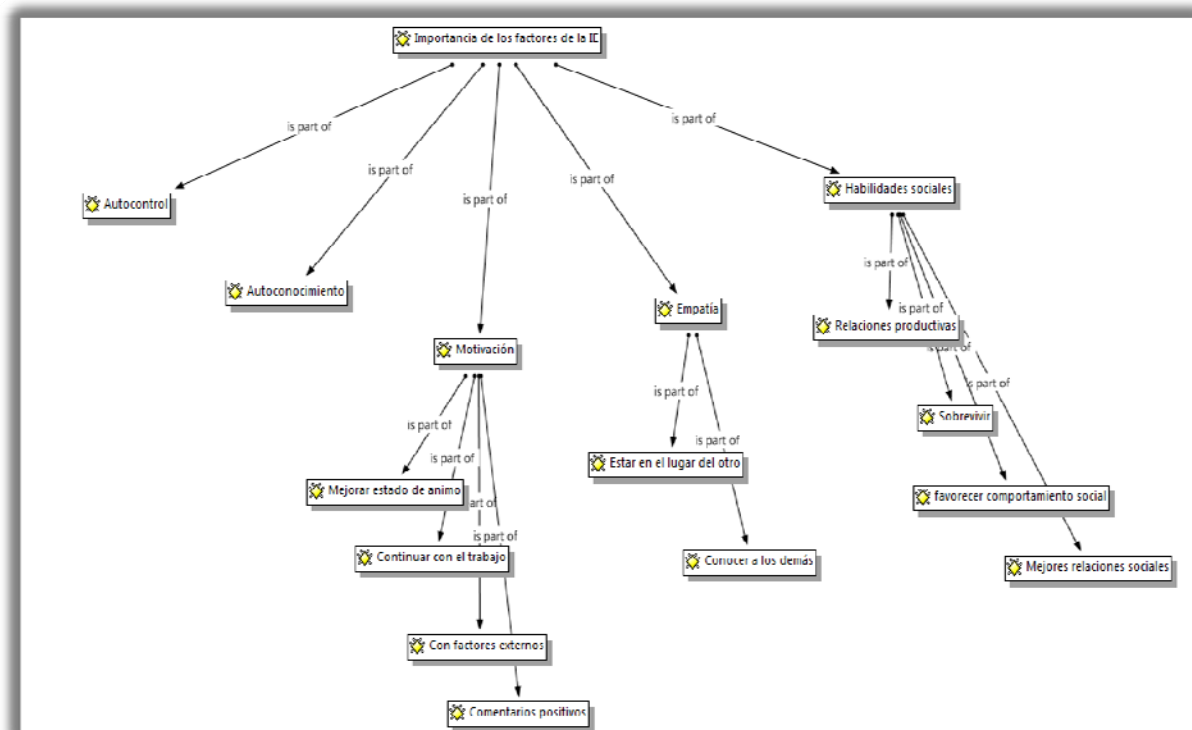 Importancia de los factores de la IE
is part of
is part of
is part of
is part of
is part of
Autocontrol
Autoconocimiento
Motivación
Empatía
Habilidades sociales
is part of
is part of
part of
is part of
Mejorar estado de animo
Continuar con el trabajo
Con factores externos
Comentarios positivos
is part of
is part of
Estar en el lugar del otro
Conocer a los demás
is part of
is part of
is part of
is part of
Relaciones productivas
Sobrevivir
favorecer comportamiento social
Mejores relaciones sociales